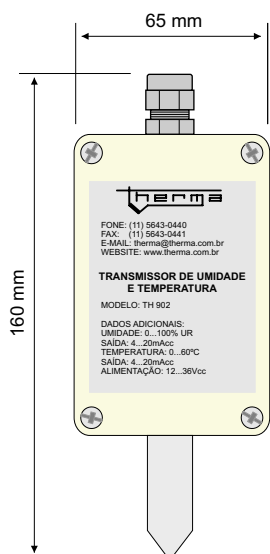 65 mm
160 mm
therma
FONE: (11) 5643-0440
FAX: (11) 5643-0441
E-MAIL: therma@therma.com.br
WEBSITE: www.therma.com.br
TRANSMISSOR DE UMIDADE
E TEMPERATURA
MODELO: TH 902
DADOS ADICIONAIS:
UMIDADE: 0...100% UR
SAÍDA: 4...20mAcc
TEMPERATURA: 0...60ºC
SAÍDA: 4...20mAcc
ALIMENTAÇÃO: 12...36Vcc